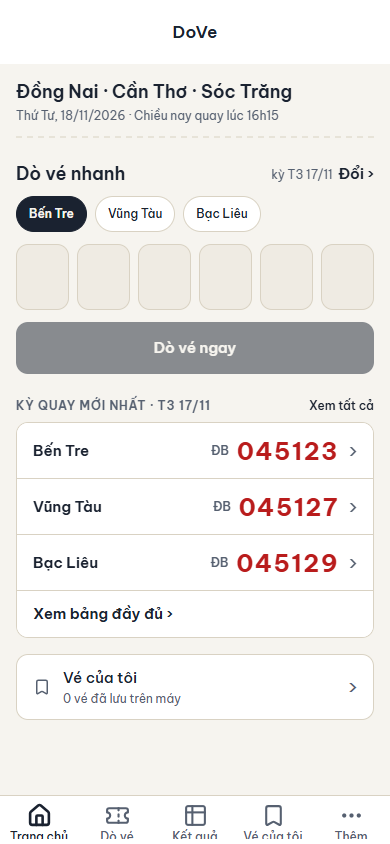 DoVe
Đồng Nai · Cần Thơ · Sóc Trăng
Thứ Tư, 18/11/2026 · Chiều nay quay lúc 16h15
Dò vé nhanh
kỳ T3 17/11 Đổi ›
Bến Tre
Vũng Tàu
Bạc Liêu
Dò vé ngay
KỲ QUAY MỚI NHẤT · T3 17/11
Xem tất cả
Bến Tre ĐB 045123 ›
Vũng Tàu ĐB 045127 ›
Bạc Liêu ĐB 045129 ›
Xem bảng đầy đủ ›
Vé của tôi
0 vé đã lưu trên máy
Trang chủ
Dò vé
Kết quả
Vé của tôi
Thêm